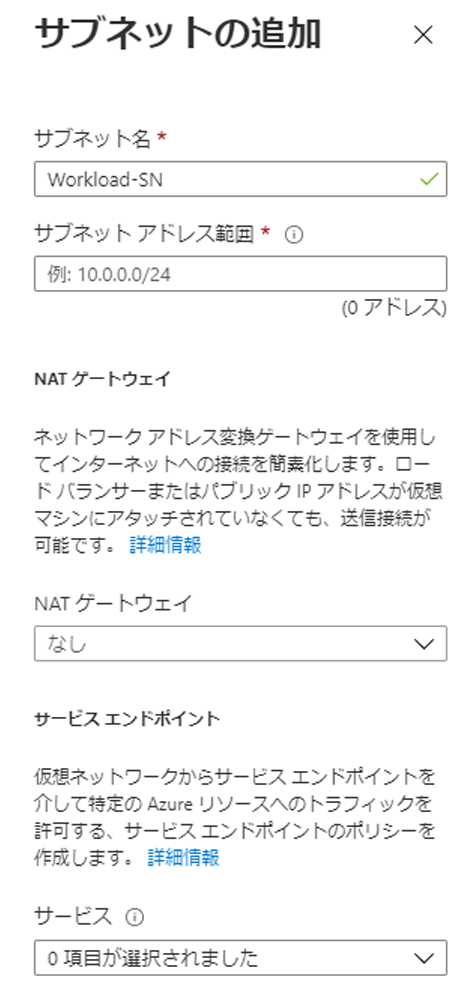 サブネットの追加
サブネット名 *
Workload-SN
サブネット アドレス範囲 *
例: 10.0.0.0/24
(0 アドレス)
NAT ゲートウェイ
ネットワーク アドレス変換ゲートウェイを使用し
てインターネットへの接続を簡素化します。ロー
ド バランサーまたはパブリック IP アドレスが仮想
マシンにアタッチされていなくても、送信接続が
可能です。 詳細情報
NAT ゲートウェイ
なし
サービス エンドポイント
仮想ネットワークからサービス エンドポイントを
介して特定の Azure リソースへのトラフィックを
許可する、サービス エンドポイントのポリシーを
作成します。 詳細情報
サービス
0 項目が選択されました